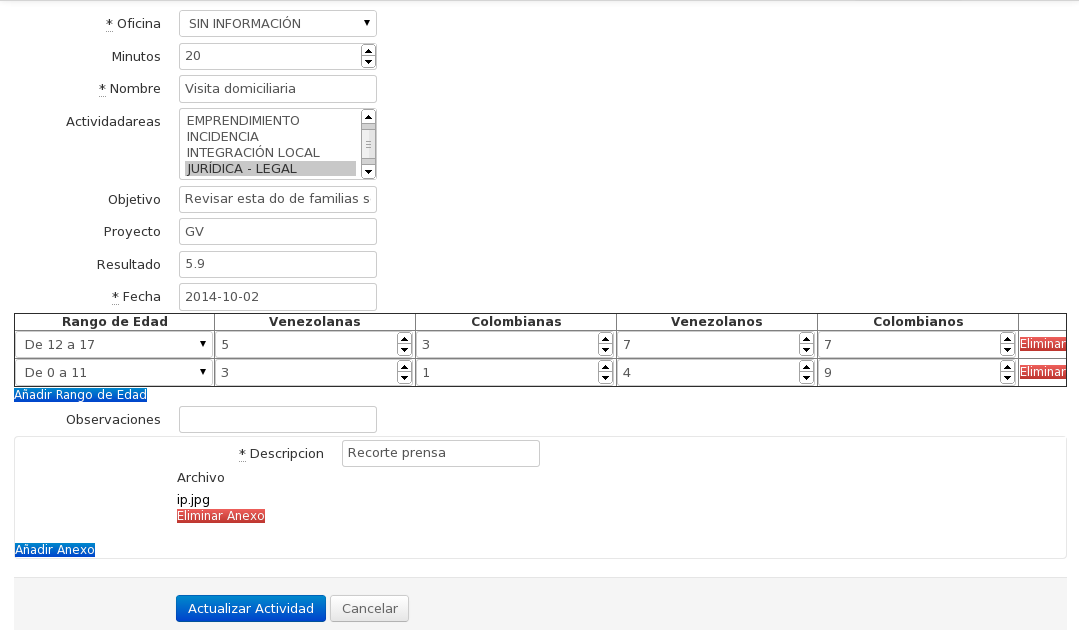 * Oficina SIN INFORMACIÓN
Minutos 20
* Nombre Visita domiciliaria
Actividadareas EMPRENDIMIENTO
INCIDENCIA
INTEGRACIÓN LOCAL
JURÍDICA - LEGAL
Objetivo Revisar esta do de familias s
Proyecto GV
Resultado 5.9
* Fecha 2014-10-02
Rango de Edad Venezolanas Colombianas Venezolanos Colombianos
De 12 a 17 5 3 7 7 Eliminar
De 0 a 11 3 1 4 9 Eliminar
Añadir Rango de Edad
Observaciones
* Descripcion Recorte prensa
Archivo
ip.jpg
Eliminar Anexo
Añadir Anexo
Actualizar Actividad Cancelar